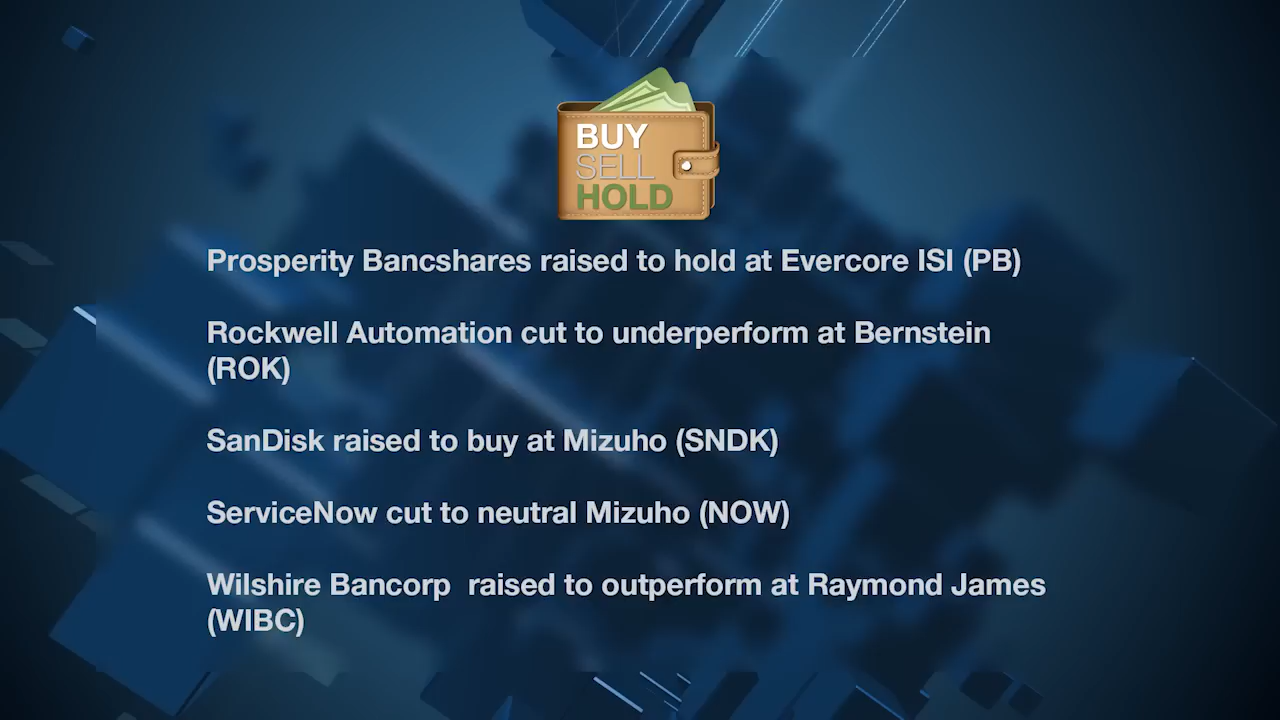 BUY
SELL
HOLD
Prosperity Bancshares raised to hold at Evercore ISI (PB)
Rockwell Automation cut to underperform at Bernstein
(ROK)
SanDisk raised to buy at Mizuho (SNDK)
ServiceNow cut to neutral Mizuho (NOW)
Wilshire Bancorp  raised to outperform at Raymond James
(WIBC)